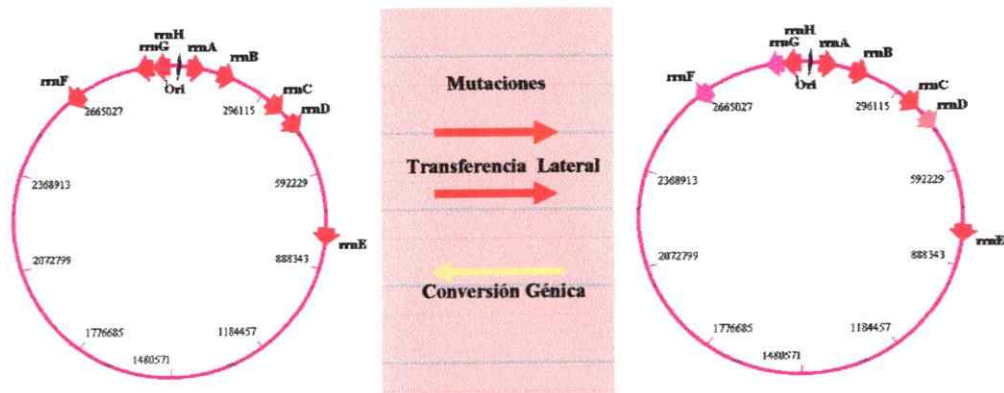 rrnH
rrnG rrnA
rrnB
rrnF
Ori
rrnC
2665027
296115
rrnD
2368913
592229
rrnE
2072799
888343
1776685
1184457
1480571
Mutaciones
Transferencia Lateral
Conversión Génica
rrnH
rrnG rrnA
rrnB
rrnF
Ori
rrnC
2665027
296115
rrnD
2368913
592229
rrnE
2072799
888343
1776685
1184457
1480571